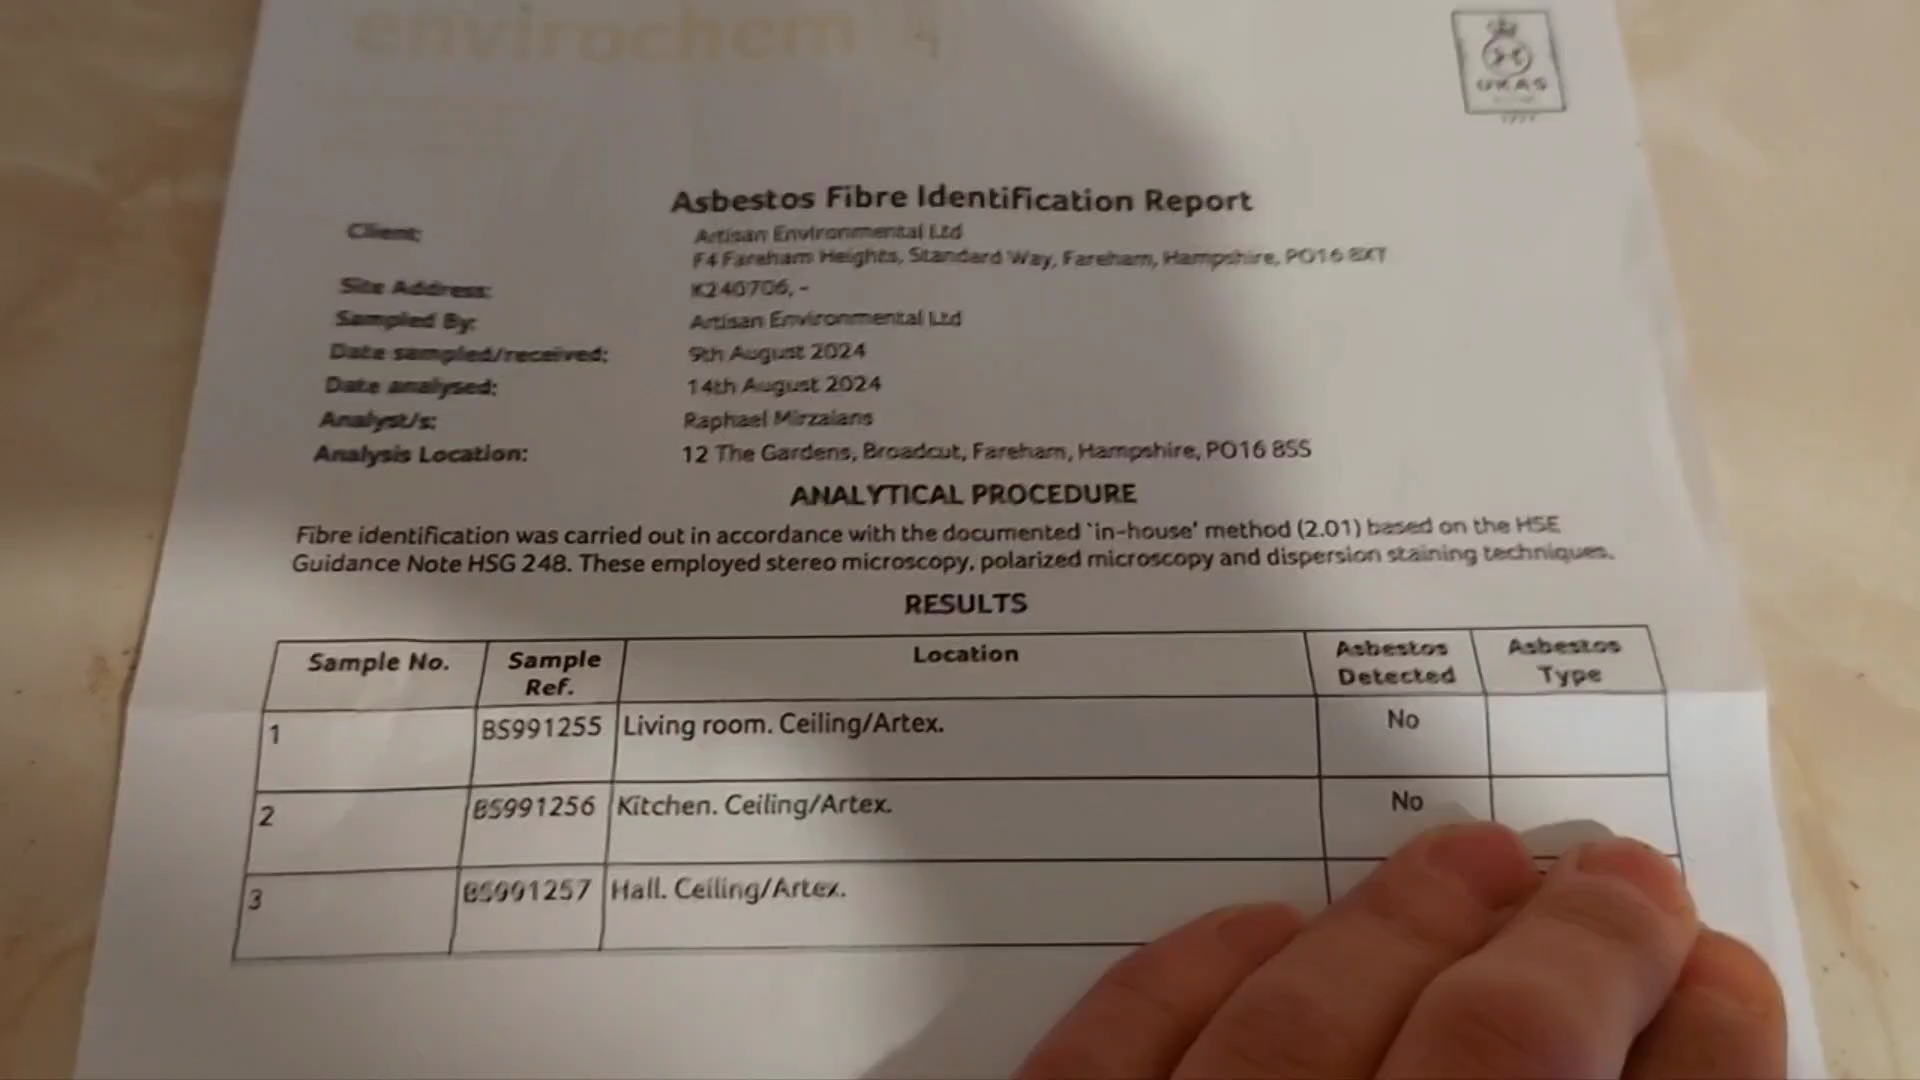 envirochem
UKAS
Asbestos Fibre Identification Report
Client: Artisan Environmental Ltd
F4 Fareham Heights, Standard Way, Fareham, Hampshire, PO16 8XT
Site Address: K240706, -
Sampled By: Artisan Environmental Ltd
Date sampled/received: 9th August 2024
Date analysed: 14th August 2024
Analyst/s: Raphael Mirzaians
Analysis Location: 12 The Gardens, Broadcut, Fareham, Hampshire, PO16 8SS
ANALYTICAL PROCEDURE
Fibre identification was carried out in accordance with the documented `in-house' method (2.01) based on the HSE
Guidance Note HSG 248. These employed stereo microscopy, polarized microscopy and dispersion staining techniques.
RESULTS
Sample No. Sample Ref. Location Asbestos Detected Asbestos Type
1 BS991255 Living room. Ceiling/Artex. No
2 BS991256 Kitchen. Ceiling/Artex. No
3 BS991257 Hall. Ceiling/Artex.